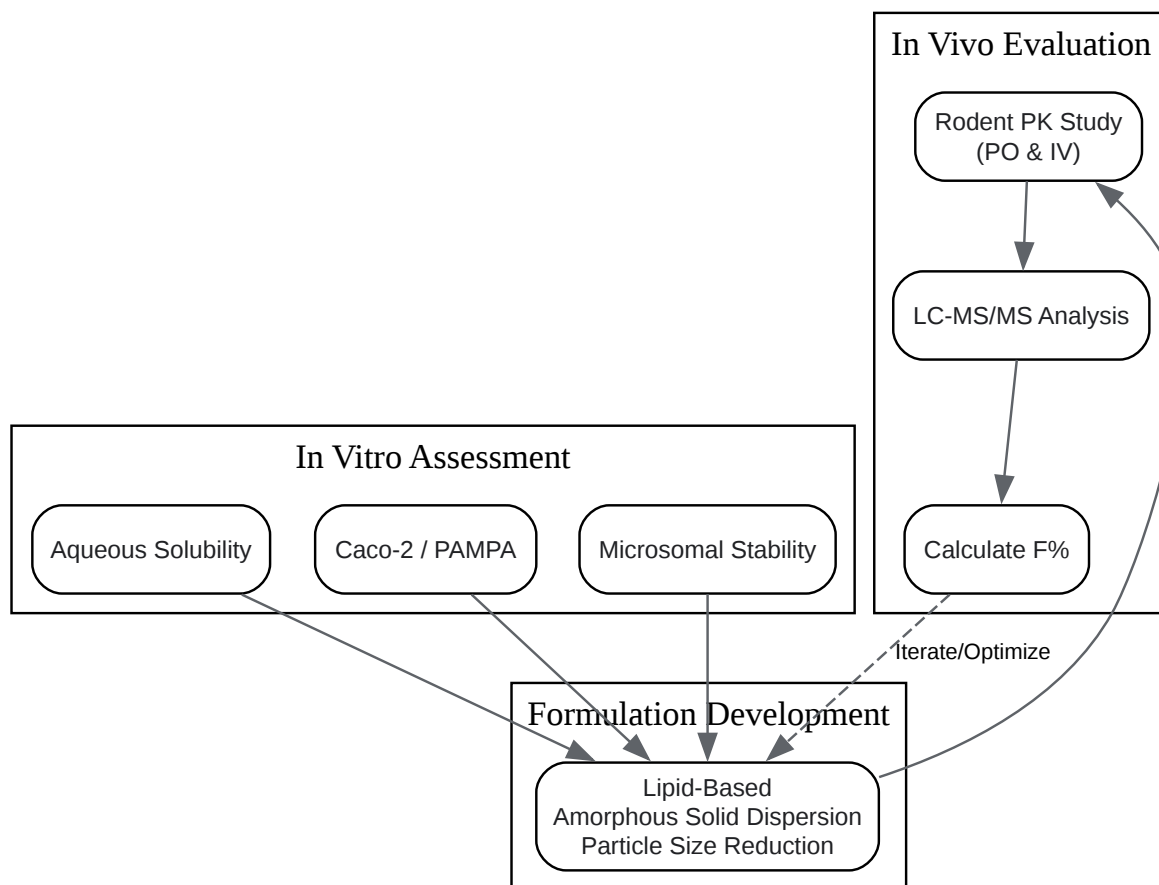 In Vivo Evaluation
Rodent PK Study
(PO & IV)
LC-MS/MS Analysis
In Vitro Assessment
Aqueous Solubility
Caco-2 / PAMPA
Microsomal Stability
Calculate F%
Iterate/Optimize
Formulation Development
Lipid-Based
Amorphous Solid Dispersion
Particle Size Reduction